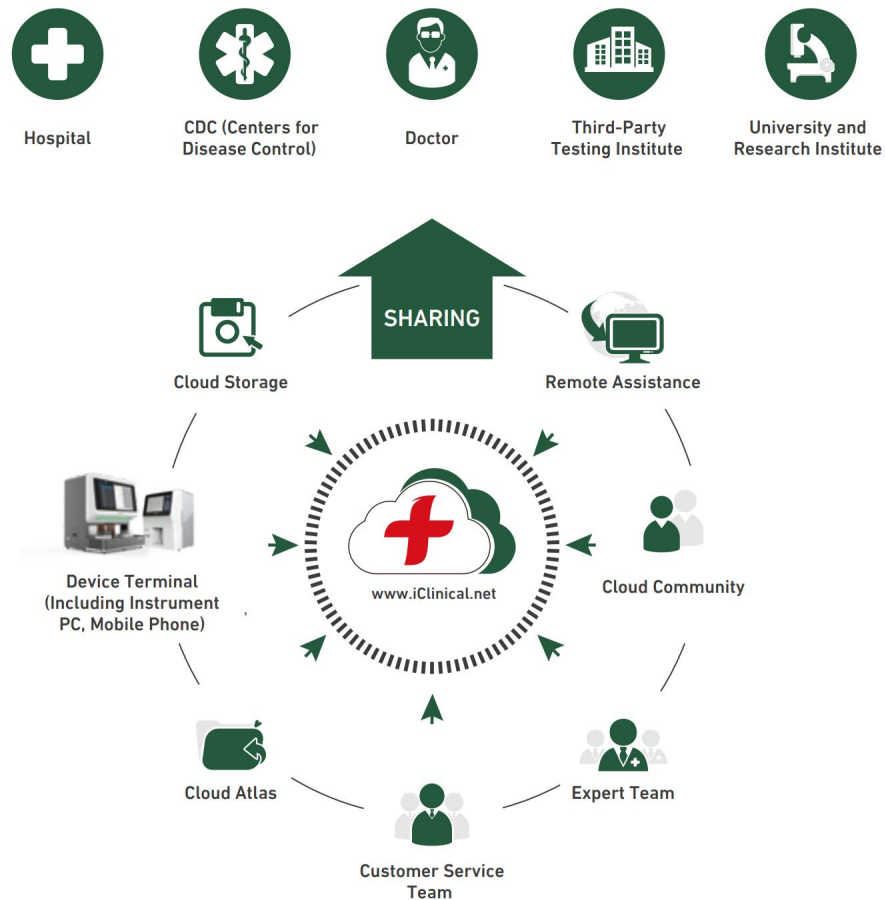 Hospital
CDC (Centers for
Disease Control)
Doctor
Third-Party
Testing Institute
University and
Research Institute
SHARING
Cloud Storage
Remote Assistance
www.iClinical.net
Device Terminal
(Including Instrument
PC, Mobile Phone)
,
Cloud Community
Cloud Atlas
Expert Team
Customer Service
Team